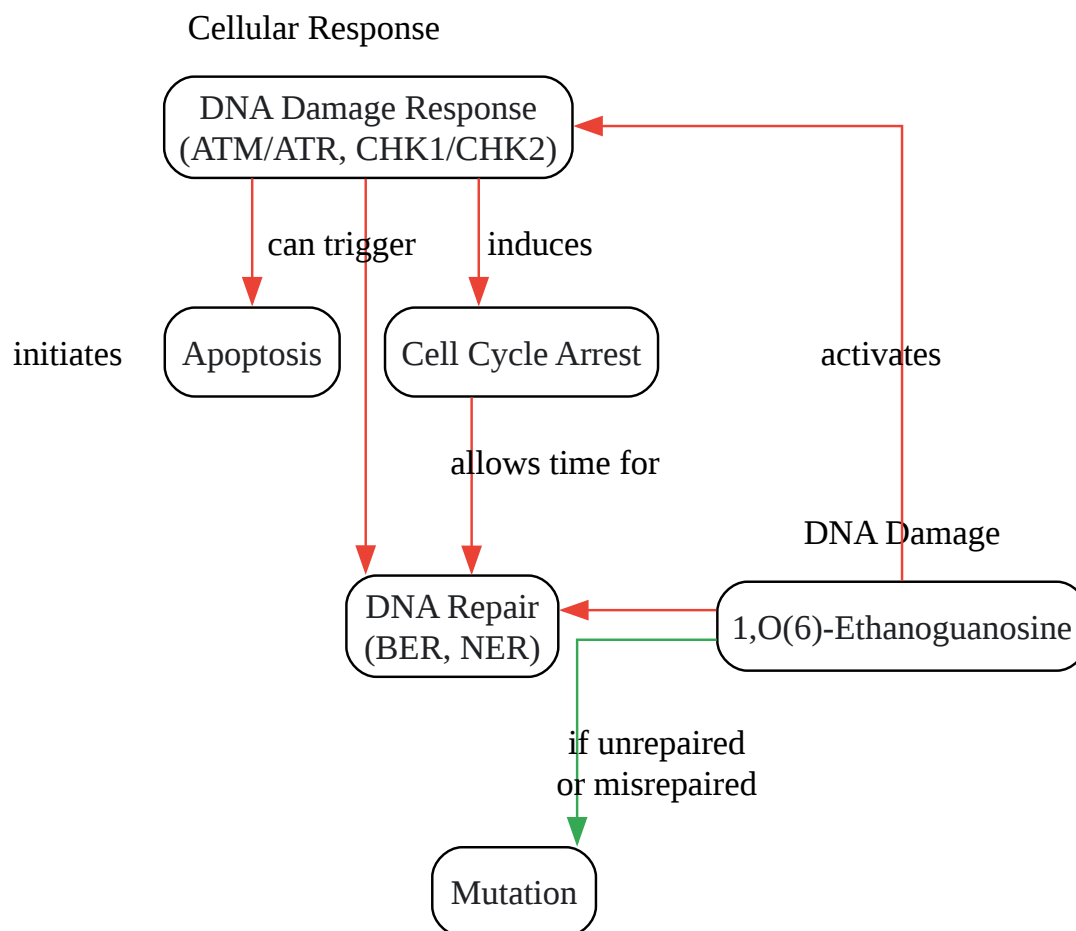 Cellular Response
DNA Damage Response
(ATM/ATR, CHK1/CHK2)
can trigger
induces
initiates
Apoptosis
Cell Cycle Arrest
activates
allows time for
DNA Damage
DNA Repair
(BER, NER)
1,O(6)-Ethanoguanosine
if unrepaired
or misrepaired
Mutation